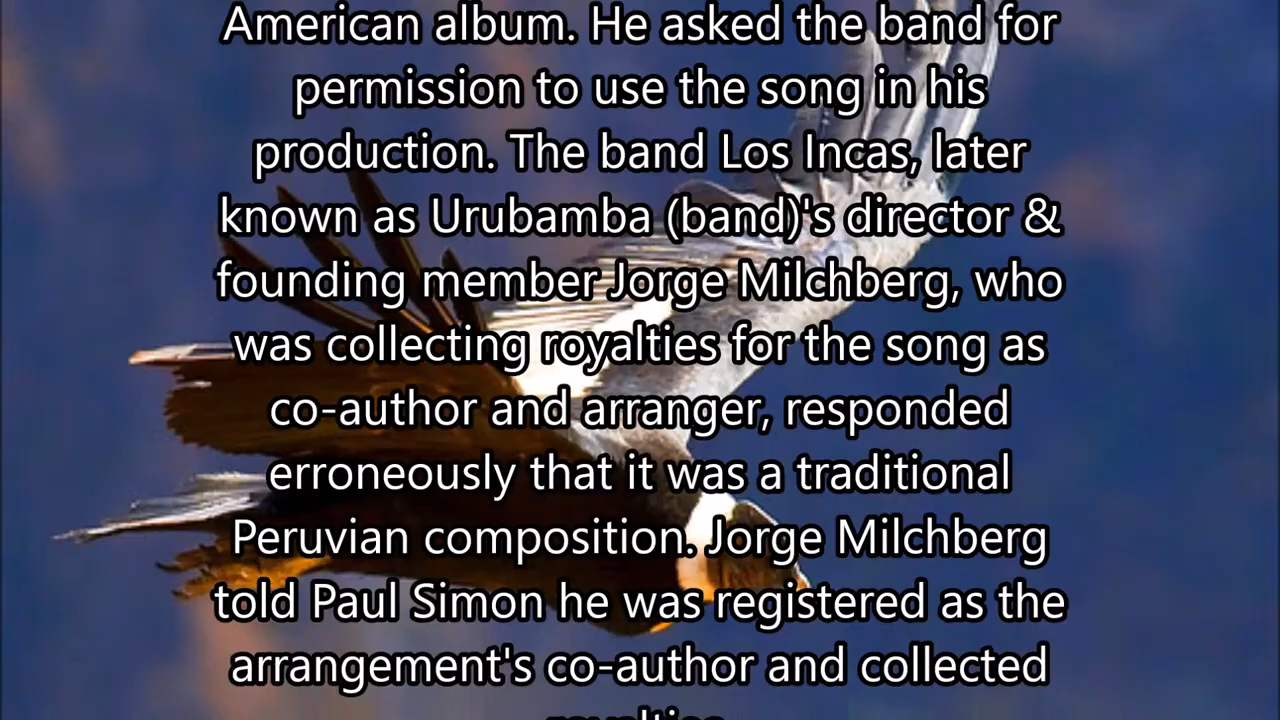 American album. He asked the band for
permission to use the song in his
production. The band Los Incas, later
known as Urubamba (band)'s director &
founding member Jorge Milchberg, who
was collecting royalties for the song as
co-author and arranger, responded
erroneously that it was a traditional
Peruvian composition. Jorge Milchberg
told Paul Simon he was registered as the
arrangement's co-author and collected